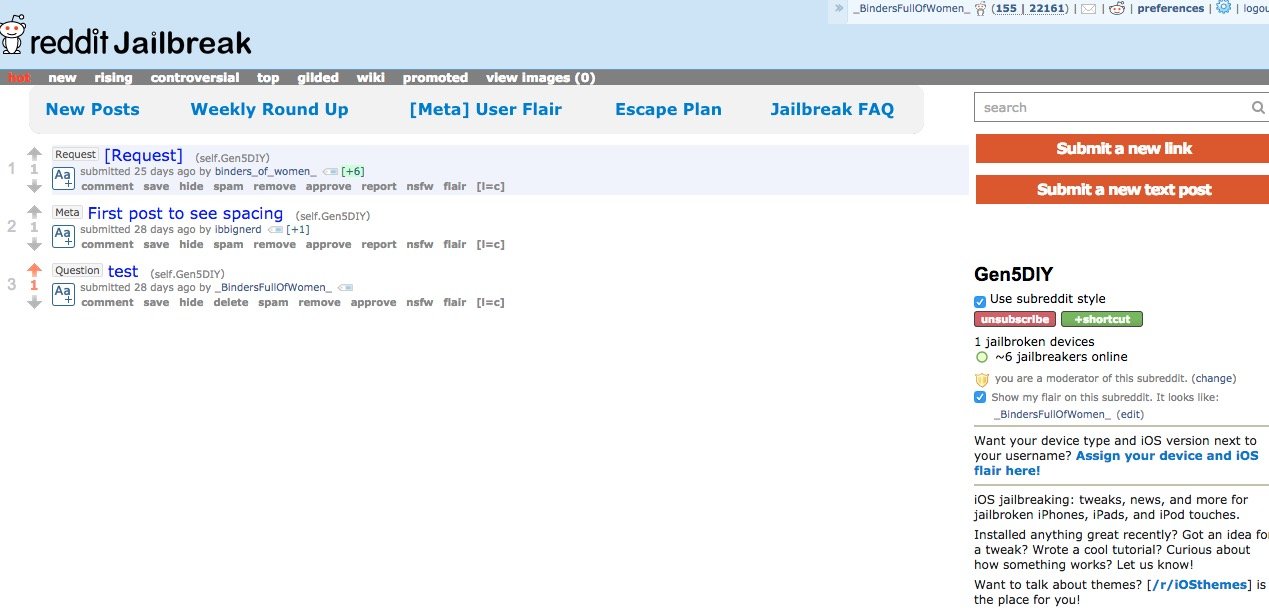 » _BindersFullOfWomen_ (155 | 22161) | | | preferences | | logou
reddit Jailbreak
hot new rising controversial top gilded wiki promoted view images (0)
New Posts Weekly Round Up [Meta] User Flair Escape Plan Jailbreak FAQ
search
Submit a new link
Submit a new text post
1 1 Request [Request] (self.Gen5DIY)
Aa+ submitted 25 days ago by binders_of_women_ [+6]
comment save hide spam remove approve report nsfw flair [l=c]
2 1 Meta First post to see spacing (self.Gen5DIY)
Aa+ submitted 28 days ago by ibbignerd [+1]
comment save hide spam remove approve report nsfw flair [l=c]
3 1 Question test (self.Gen5DIY)
Aa+ submitted 28 days ago by _BindersFullOfWomen_
comment save hide delete spam remove approve nsfw flair [l=c]
Gen5DIY
Use subreddit style
unsubscribe +shortcut
1 jailbroken devices
~6 jailbreakers online
you are a moderator of this subreddit. (change)
Show my flair on this subreddit. It looks like:
_BindersFullOfWomen_ (edit)
Want your device type and iOS version next to
your username? Assign your device and iOS
flair here!
iOS jailbreaking: tweaks, news, and more for
jailbroken iPhones, iPads, and iPod touches.
Installed anything great recently? Got an idea fo
a tweak? Wrote a cool tutorial? Curious about
how something works? Let us know!
Want to talk about themes? [/r/iOSthemes] is
the place for you!